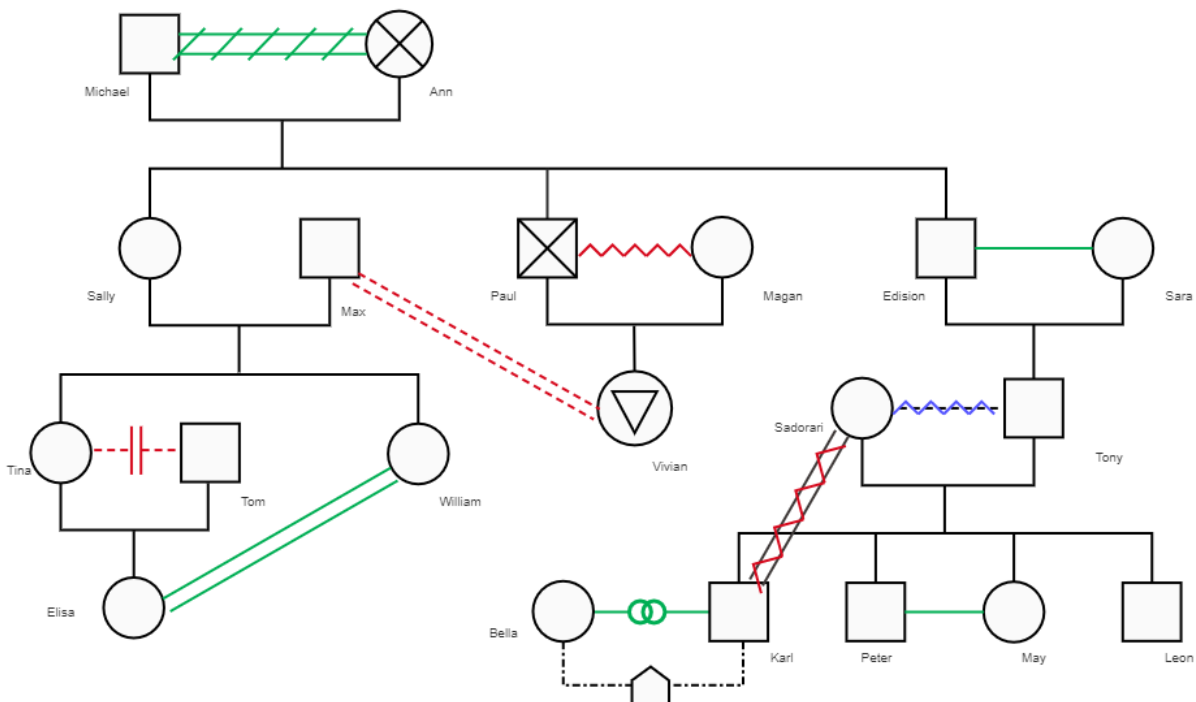 Michael
Ann
Sally
Max
Paul
Magan
Edision
Sara
Tina
Tom
William
Vivian
Sadorari
Tony
Elisa
Bella
Karl
Peter
May
Leon